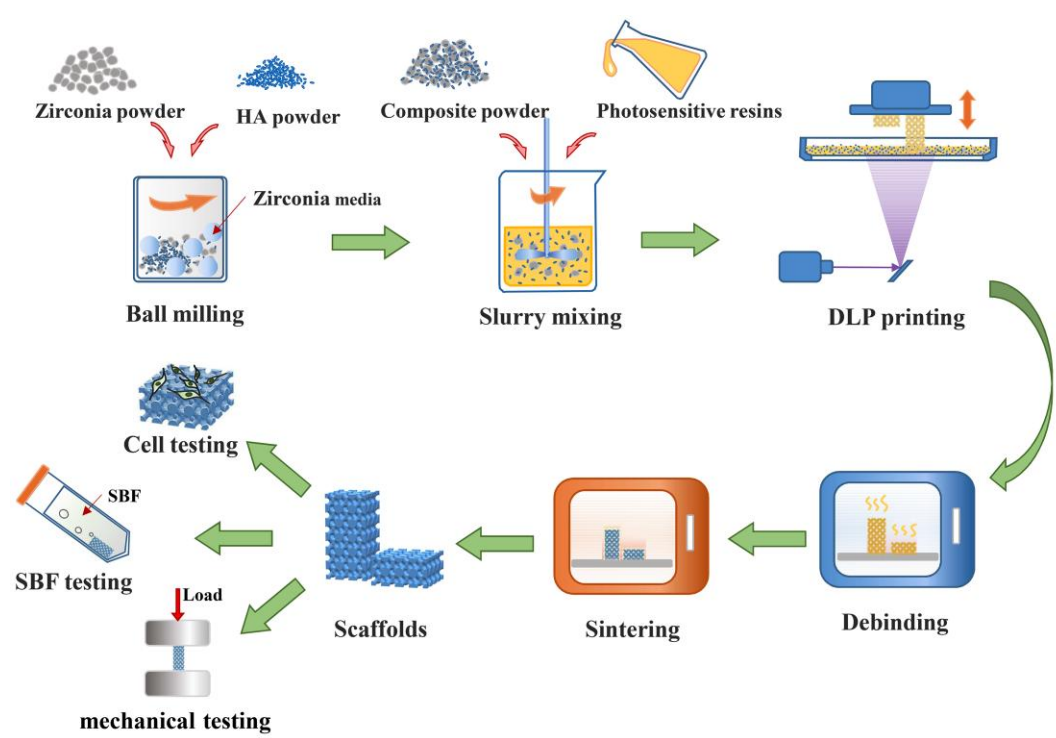 Zirconia powder
HA powder
Composite powder
Photosensitive resins
Zirconia media
Ball milling
Slurry mixing
DLP printing
Cell testing
SBF
SBF testing
Load
mechanical testing
Scaffolds
Sintering
Debinding